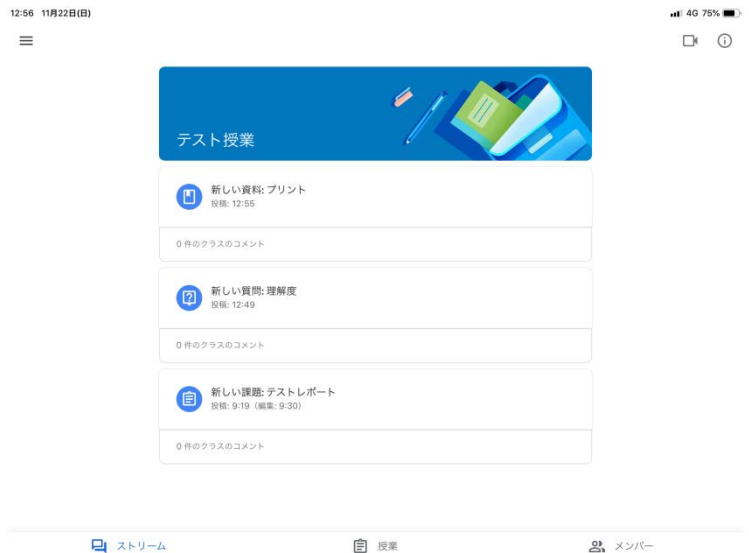 12:56 11月22日(日)
4G 75%
テスト授業
新しい資料: プリント
投稿: 12:55
0 件のクラスのコメント
新しい質問: 理解度
投稿: 12:49
0 件のクラスのコメント
新しい課題: テストレポート
投稿: 9:19（編集: 9:30）
0 件のクラスのコメント
ストリーム
授業
メンバー